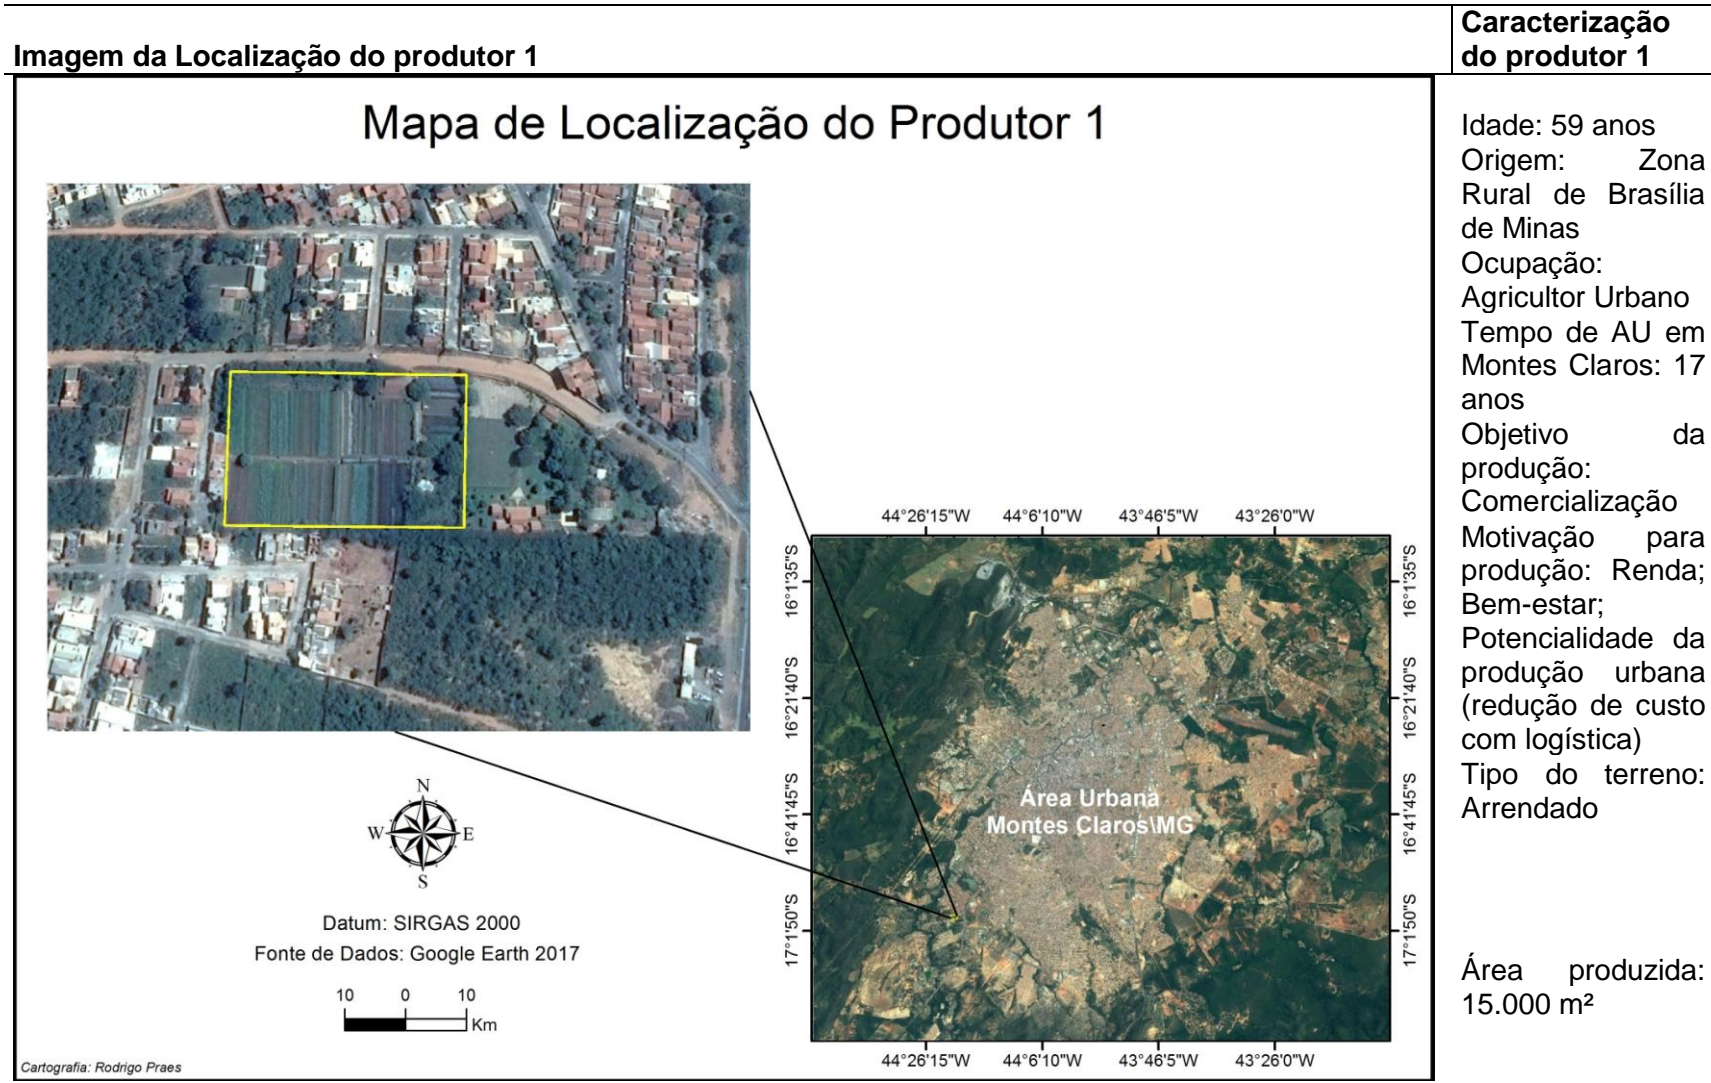 Imagem da Localização do produtor 1
Caracterização
do produtor 1
Mapa de Localização do Produtor 1
44°26'15"W 44°6'10"W 43°46'5"W 43°26'0"W
16°1'35"S 16°1'35"S
16°21'40"S 16°21'40"S
16°41'45"S 16°41'45"S
17°1'50"S 17°1'50"S
Área Urbana
Montes Claros\MG
44°26'15"W 44°6'10"W 43°46'5"W 43°26'0"W
N
W E
S
Datum: SIRGAS 2000
Fonte de Dados: Google Earth 2017
10 0 10
Km
Cartografia: Rodrigo Praes
Idade: 59 anos
Origem: Zona
Rural de Brasília
de Minas
Ocupação:
Agricultor Urbano
Tempo de AU em
Montes Claros: 17
anos
Objetivo da
produção:
Comercialização
Motivação para
produção: Renda;
Bem-estar;
Potencialidade da
produção urbana
(redução de custo
com logística)
Tipo do terreno:
Arrendado
Área produzida:
15.000 m²